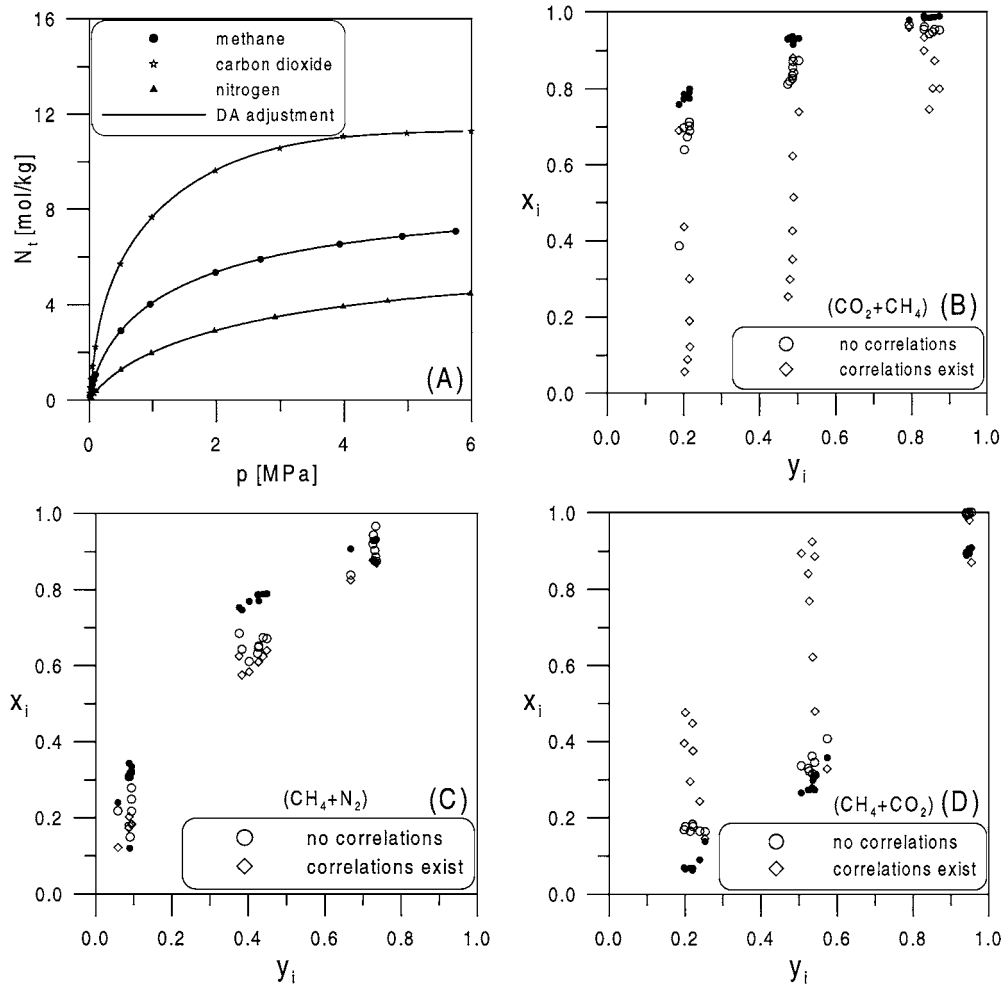 16
12
8
4
0
N_t [mol/kg]
methane
carbon dioxide
nitrogen
DA adjustment
(A)
0 2 4 6
p [MPa]
1.0
0.8
0.6
0.4
0.2
0.0
x_i
(CO₂+CH₄) (B)
no correlations
correlations exist
0.0 0.2 0.4 0.6 0.8 1.0
y_i
1.0
0.8
0.6
0.4
0.2
0.0
x_i
(CH₄+N₂) (C)
no correlations
correlations exist
0.0 0.2 0.4 0.6 0.8 1.0
y_i
1.0
0.8
0.6
0.4
0.2
0.0
x_i
(CH₄+CO₂) (D)
no correlations
correlations exist
0.0 0.2 0.4 0.6 0.8 1.0
y_i